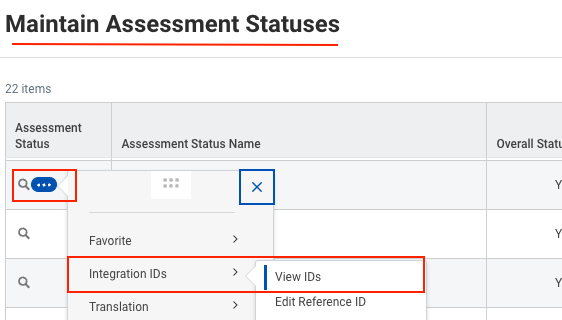 Maintain Assessment Statuses
22 items
Assessment
Status
Assessment Status Name
Overall Statu
Y
Favorite
Y
Integration IDs
View IDs
Y
Edit Reference ID
Translation